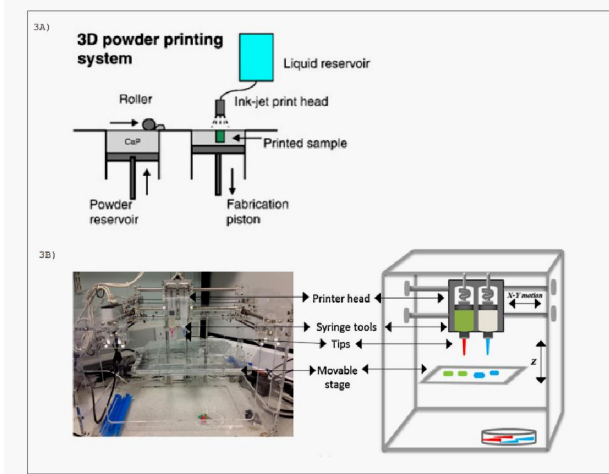 3A)
3D powder printing
system
Liquid reservoir
Roller
Ink-jet print head
CaP
Printed sample
Powder
reservoir
Fabrication
piston
3B)
Printer head
X-Y motion
Syringe tools
Tips
Z
Movable
stage